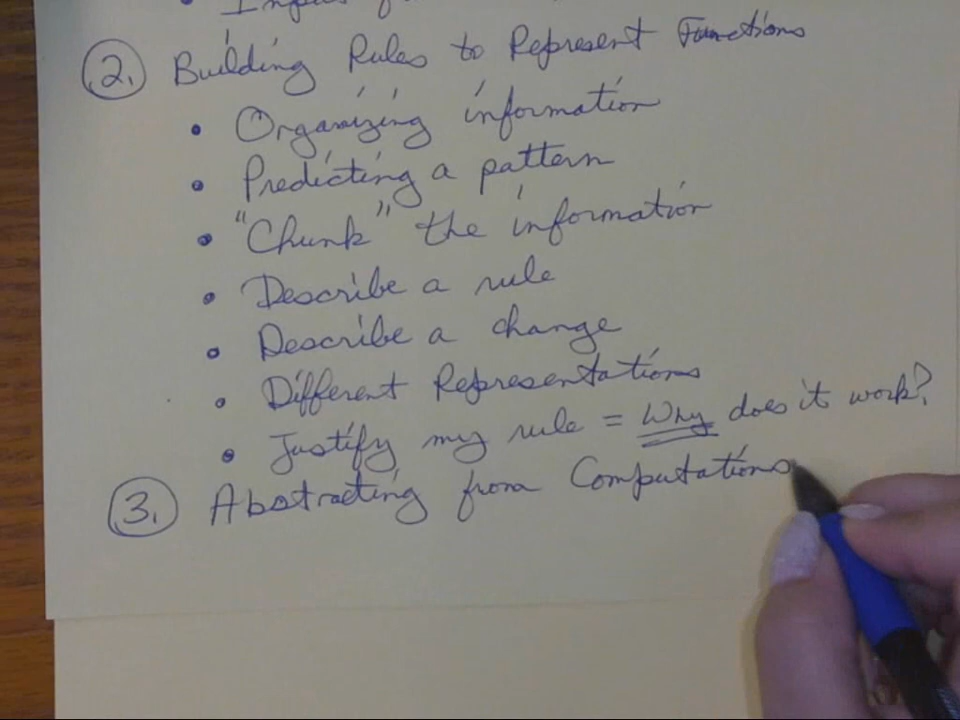 (2.) Building Rules to Represent Functions
• Organizing information
• Predicting a pattern
• "Chunk" the information
• Describe a rule
• Describe a change
• Different Representations
• Justify my rule = Why does it work?
(3.) Abstracting from Computations